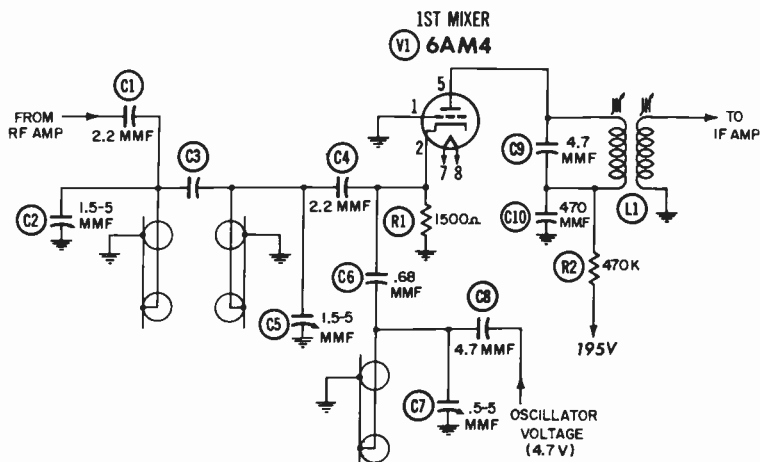 1ST MIXER
V1 6AM4
C1
FROM
RF AMP
2.2 MMF
C3
C4
2.2 MMF
C2
1.5-5
MMF
5
1
2
7 8
R1
1500Ω
C9
4.7
MMF
C10
470
MMF
L1
TO
IF AMP
R2
470K
195V
C6
.68
MMF
C5
1.5-5
MMF
C8
4.7 MMF
C7
.5-5
MMF
OSCILLATOR
VOLTAGE
(4.7 V)